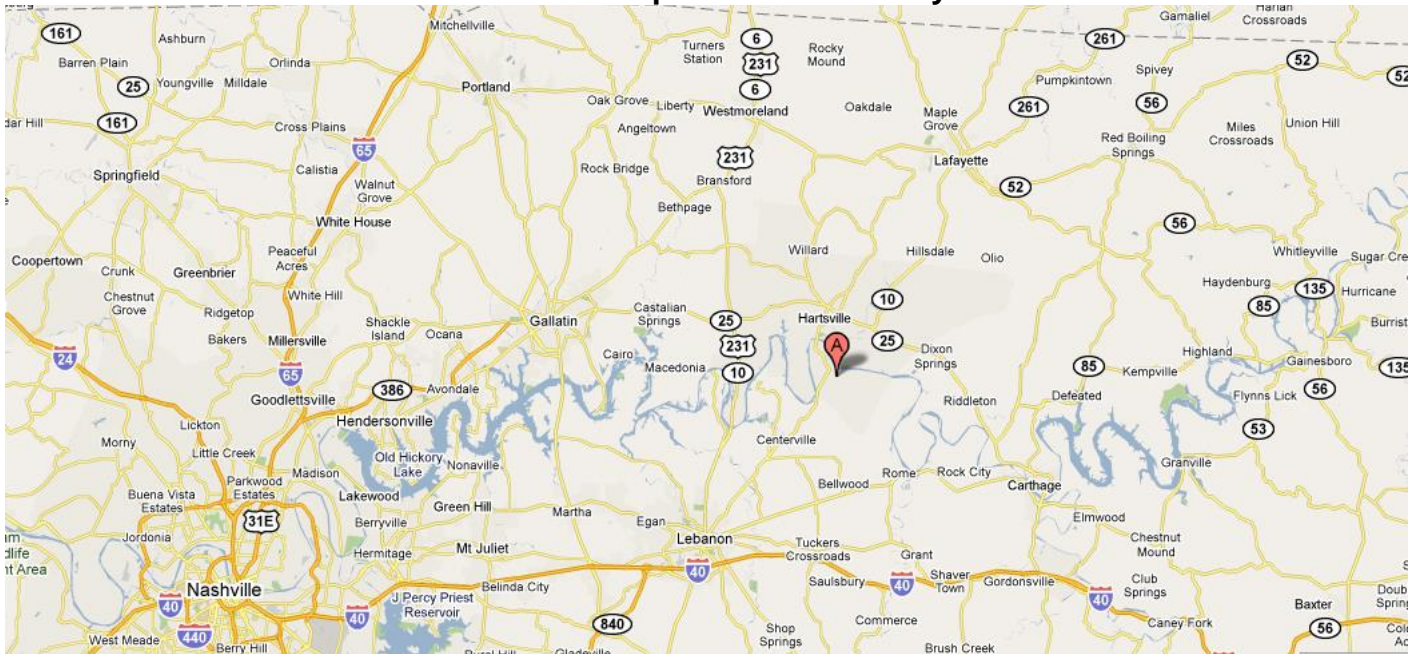 Mitchellville
Gamaliel
Harlan
Crossroads
161
Ashburn
Orlinda
Barren Plain
25
Youngville
Milldale
Portland
Turners
Station
6
231
6
Rocky
Mound
261
Pumpkintown
Spivey
52
52
56
161
Cross Plains
65
Oak Grove
Liberty
Westmoreland
Angeltown
Oakdale
Maple
Grove
261
Red Boiling
Springs
Miles
Crossroads
Union Hill
Springfield
Calistia
Walnut
Grove
Rock Bridge
231
Bransford
Lafayette
52
White House
Bethpage
56
Coopertown
Crunk
Greenbrier
Peaceful
Acres
Willard
Hillsdale
Olio
Whitleyville
Sugar Cre
Haydenburg
135
Hurricane
85
Chestnut
Grove
Ridgetop
White Hill
Castalian
Springs
10
Hartsville
Shackle
Island
Ocana
Gallatin
25
Burrist
Bakers
Millersville
24
231
A
25
Dixon
Springs
Cairo
Macedonia
10
Highland
Gainesboro
65
386
Avondale
85
Kempville
135
Goodlettsville
Hendersonville
Riddleton
Defeated
56
Flynns Lick
Lickton
53
Morny
Little Creek
Centerville
Old Hickory
Lake
Nonaville
Madison
Parkwood
Estates
Rome
Rock City
Granville
Buena Vista
Estates
Lakewood
Green Hill
Bellwood
Carthage
31E
Berryville
Martha
Egan
Elmwood
Jordonia
Lebanon
Chestnut
Mound
Hermitage
Mt Juliet
Tuckers
Crossroads
Grant
Nashville
Belinda City
40
Saulsbury
40
Shaver
Town
Gordonsville
Club
Springs
40
40
J Percy Priest
Reservoir
40
Baxter
440
840
Commerce
56
West Meade
Berry Hill
Shop
Springs
Caney Fork
Brush Creek